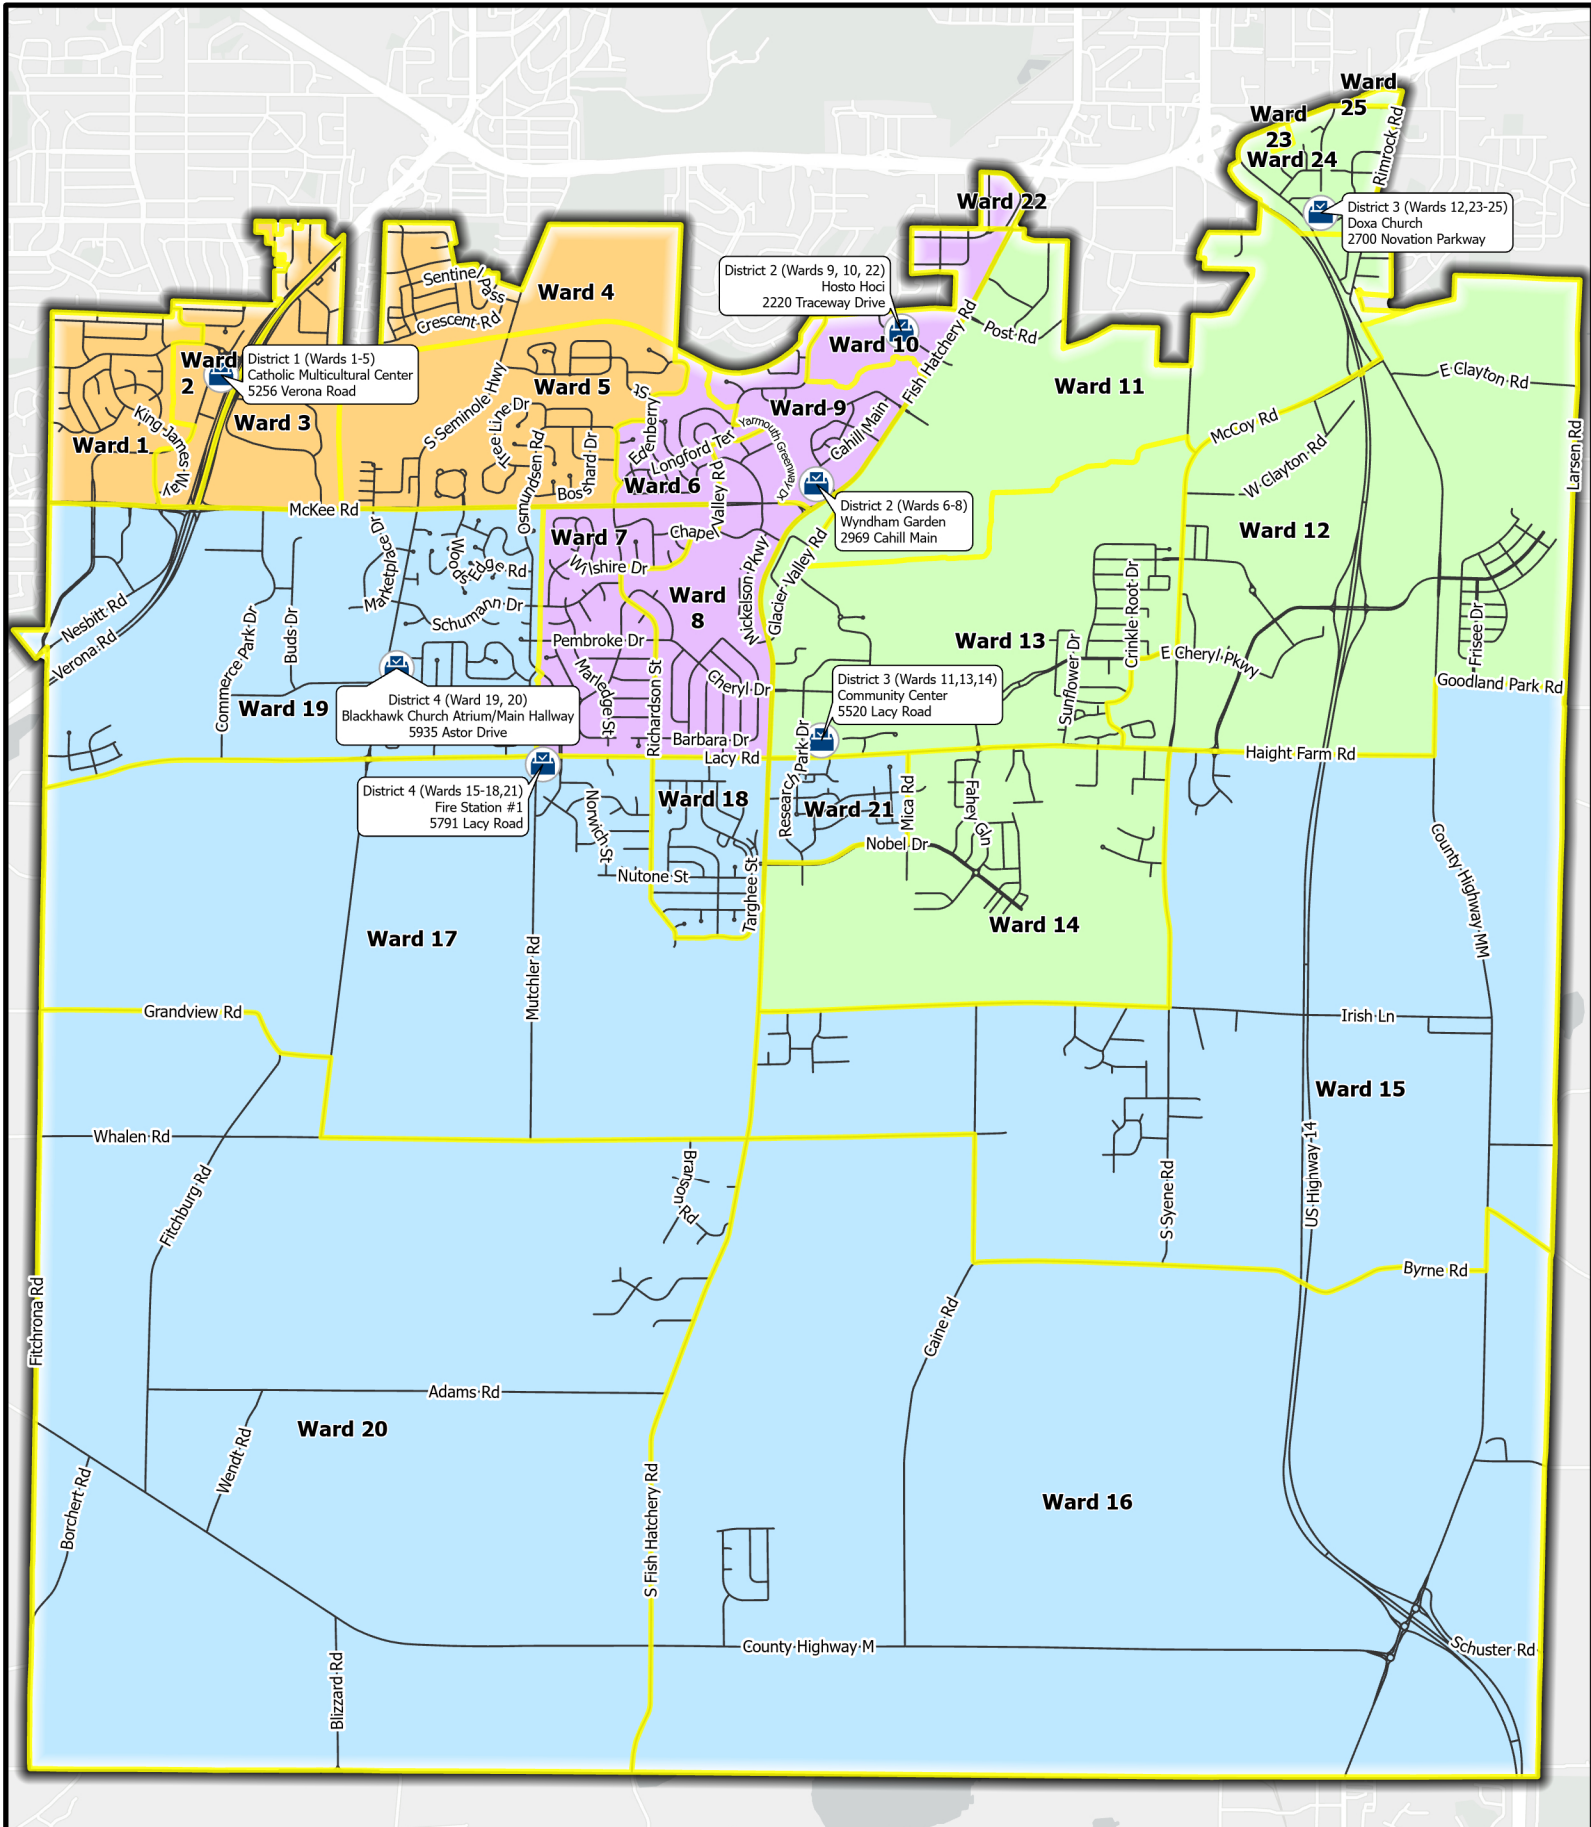 Ward
25
Ward
23
Ward 24
Rimrock Rd
Ward 22
District 3 (Wards 12,23-25)
Doxa Church
2700 Novation Parkway
District 2 (Wards 9, 10, 22)
Hosto Hoci
2220 Traceway Drive
Sentinel Pass
Ward 4
Crescent Rd
Fish Hatchery Rd
Post Rd
Ward 10
Ward
2
District 1 (Wards 1-5)
Catholic Multicultural Center
5256 Verona Road
S Seminole Hwy
Ward 5
Ward 11
E Clayton Rd
Ward 1
King James Way
Ward 3
Tree Line Dr
Osmundsen Rd
Bosshard Dr
Edenberry St
Longford Ter
Yarmouth Greenway Dr
Ward 9
Cahill Main
McCoy Rd
W Clayton Rd
Larsen Rd
Ward 6
Valley Rd
McKee Rd
District 2 (Wards 6-8)
Wyndham Garden
2969 Cahill Main
Ward 12
Marketplace Dr
Woods Edge Rd
Ward 7
Chapel
Wilshire Dr
Mickelson Pkwy
Glacier Valley Rd
Crinkle Root Dr
Nesbitt Rd
Verona Rd
Commerce Park Dr
Buds Dr
Schumann Dr
Ward
8
Pembroke Dr
Ward 13
Sunflower Dr
E Cheryl Pkwy
Frisee Dr
Goodland Park Rd
Marledge St
Richardson St
Cheryl Dr
District 3 (Wards 11,13,14)
Community Center
5520 Lacy Road
Ward 19
District 4 (Ward 19, 20)
Blackhawk Church Atrium/Main Hallway
5935 Astor Drive
Barbara Dr
Lacy Rd
Research Park Dr
Haight Farm Rd
District 4 (Wards 15-18,21)
Fire Station #1
5791 Lacy Road
Norwich St
Ward 18
Ward 21
Mica Rd
Fahey Gln
Nobel Dr
Nutone St
Targhee St
County Highway MM
Ward 17
Mutchler Rd
Ward 14
Grandview Rd
Irish Ln
Ward 15
Whalen Rd
Fitchburg Rd
Branson Rd
S Syene Rd
US Highway 14
Fitchrona Rd
Byrne Rd
Caine Rd
Adams Rd
Ward 20
Wendt Rd
Borchert Rd
S Fish Hatchery Rd
Ward 16
County Highway M
Schuster Rd
Blizzard Rd